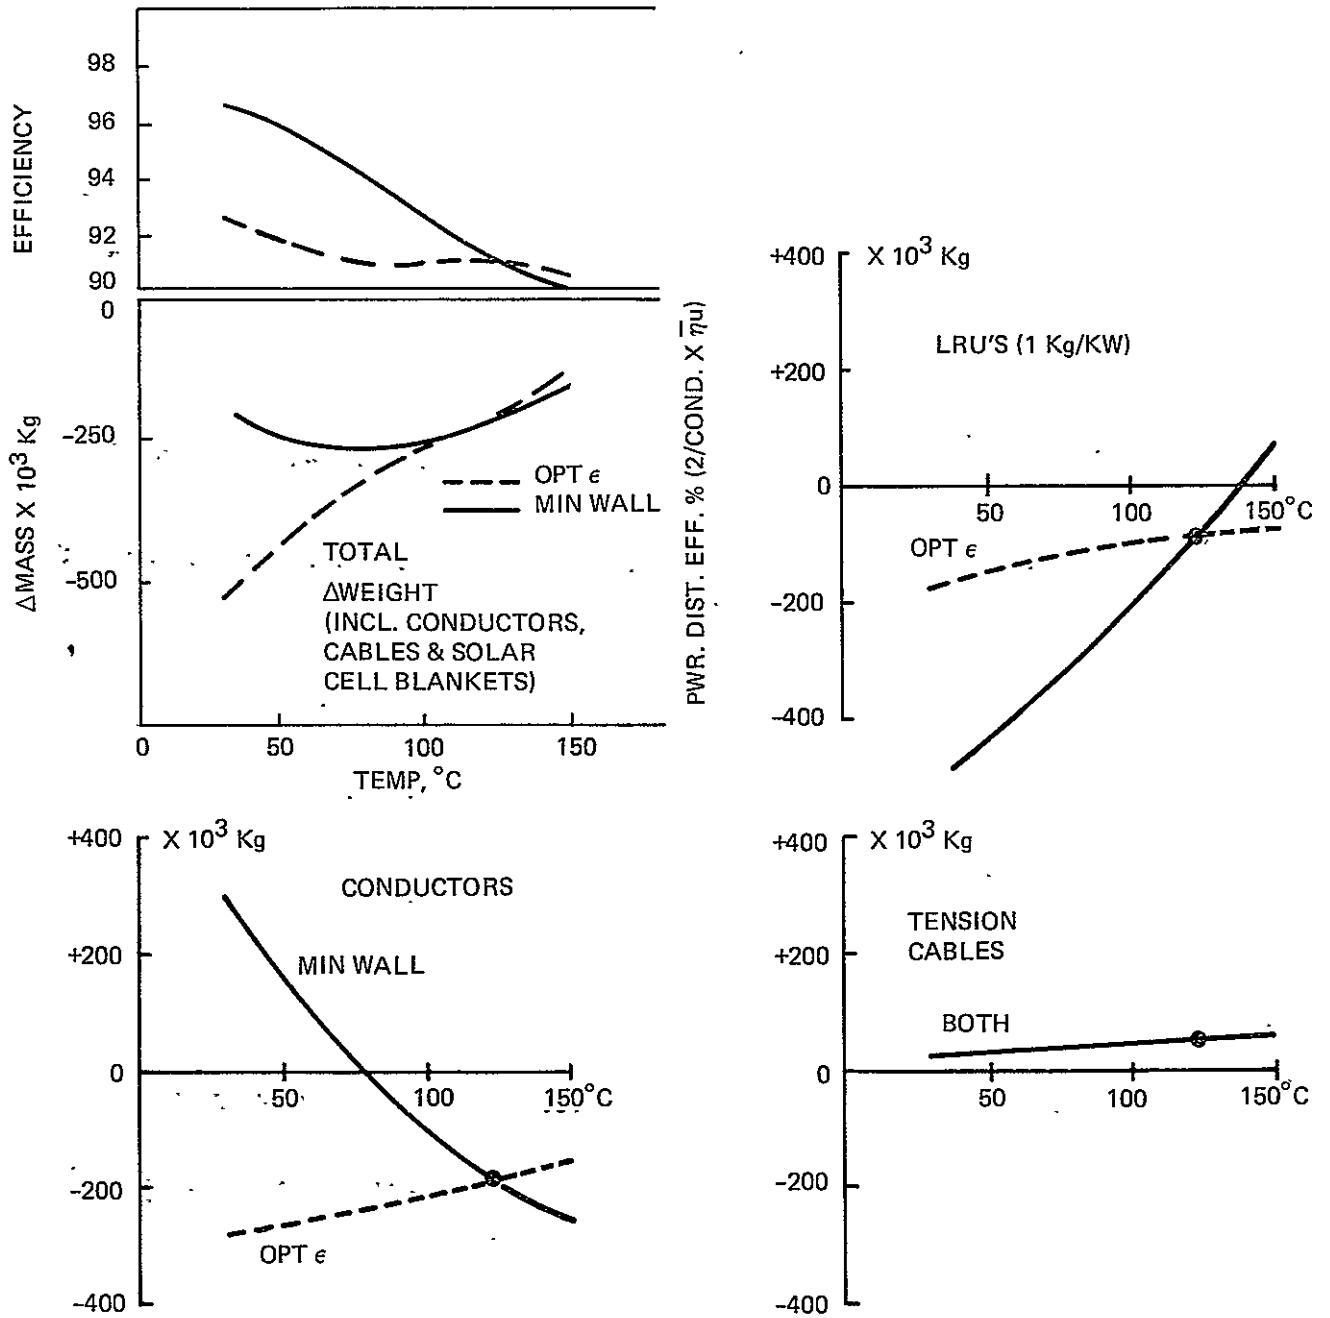 EFFICIENCY
98
96
94
92
90
0
-250
-500
ΔMASS X 10³ Kg
OPT ε
MIN WALL
TOTAL
ΔWEIGHT
(INCL. CONDUCTORS,
CABLES & SOLAR
CELL BLANKETS)
0
50
100
150
TEMP, °C
PWR. DIST. EFF. % (2/COND. X η̅u)
+400
X 10³ Kg
LRU'S (1 Kg/KW)
+200
0
50
100
150°C
OPT ε
-200
-400
+400
X 10³ Kg
CONDUCTORS
+200
MIN WALL
0
50
100
150°C
-200
OPT ε
-400
+400
X 10³ Kg
TENSION
CABLES
+200
BOTH
0
50
100
150°C
-200
-400